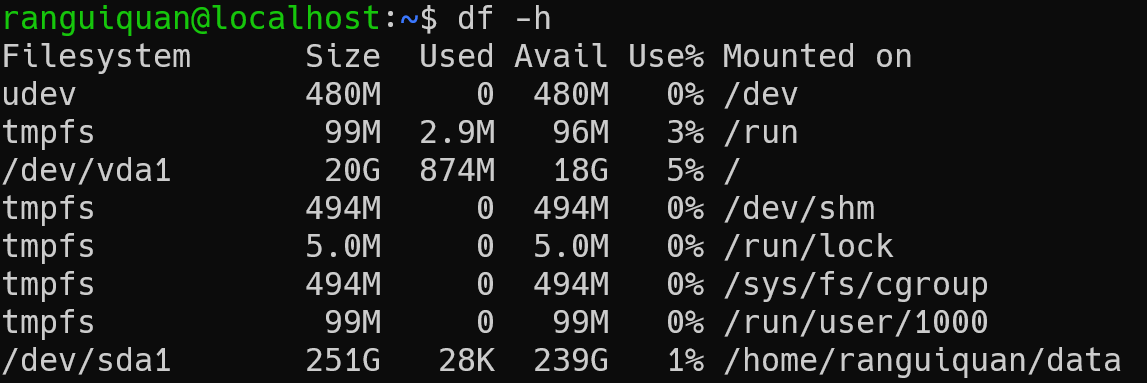 ranguiquan@localhost:~$ df -h
Filesystem      Size  Used Avail Use% Mounted on
udev            480M     0  480M   0% /dev
tmpfs            99M  2.9M   96M   3% /run
/dev/vda1        20G  874M   18G   5% /
tmpfs           494M     0  494M   0% /dev/shm
tmpfs           5.0M     0  5.0M   0% /run/lock
tmpfs           494M     0  494M   0% /sys/fs/cgroup
tmpfs            99M     0   99M   0% /run/user/1000
/dev/sda1       251G   28K  239G   1% /home/ranguiquan/data